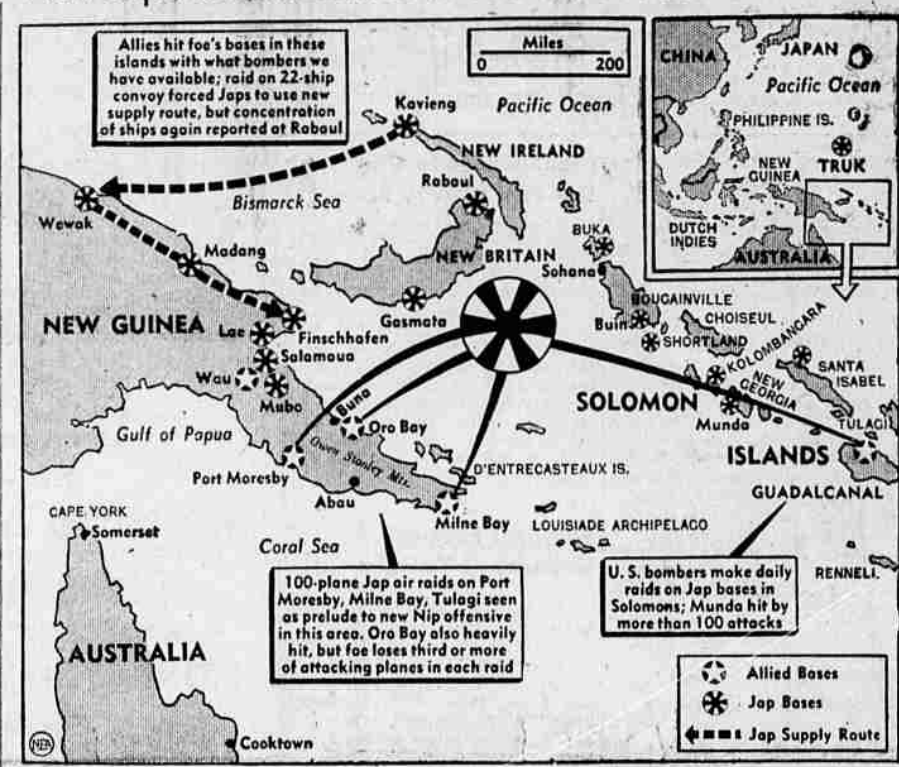 Allies hit foe's bases in these
islands with what bombers we
have available; raid on 22-ship
convoy forced Japs to use new
supply route, but concentration
of ships again reported at Rabaul
Miles
0 200
Pacific Ocean
Kavieng
NEW IRELAND
Rabaul
Bismarck Sea
Wewak
Madang
NEW BRITAIN
BUKA
Sohana
Gasmata
BOUGAINVILLE
CHOISEUL
Buin
SHORTLAND
KOLOMBANGARA
SANTA
ISABEL
NEW
GEORGIA
NEW GUINEA
Lae
Finschhafen
Salamoua
Wau
Mubo
Buna
Oro Bay
SOLOMON
Munda
TULAGI
ISLANDS
GUADALCANAL
Gulf of Papua
Owen Stanley Mts.
Port Moresby
Abau
D'ENTRECASTEAUX IS.
Milne Bay
LOUISIADE ARCHIPELAGO
RENNELL
CAPE YORK
Somerset
Coral Sea
AUSTRALIA
Cooktown
100-plane Jap air raids on Port
Moresby, Milne Bay, Tulagi seen
as prelude to new Nip offensive
in this area. Oro Bay also heavily
hit, but foe loses third or more
of attacking planes in each raid
U. S. bombers make daily
raids on Jap bases in
Solomons; Munda hit by
more than 100 attacks
Allied Bases
Jap Bases
Jap Supply Route
NEA
CHINA
JAPAN
Pacific Ocean
PHILIPPINE IS.
TRUK
NEW
GUINEA
DUTCH
INDIES
AUSTRALIA